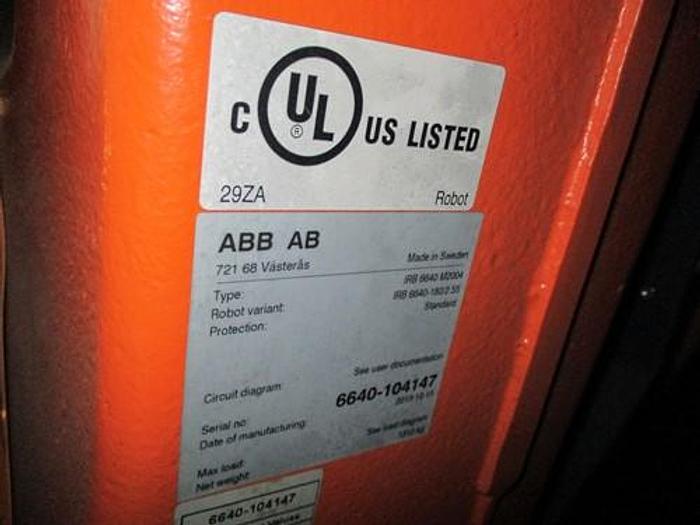 C UL ® US LISTED
29ZA Robot
ABB AB
721 68 Västerås Made in Sweden
Type: IRB 6640 M2004
Robot variant: IRB 6640-180/2.55
Protection: Standard
Circuit diagram: See user documentation
Serial no: 6640-104147
Date of manufacturing:
Max load: See load diagram
Net weight: 1310 kg
6640-104147